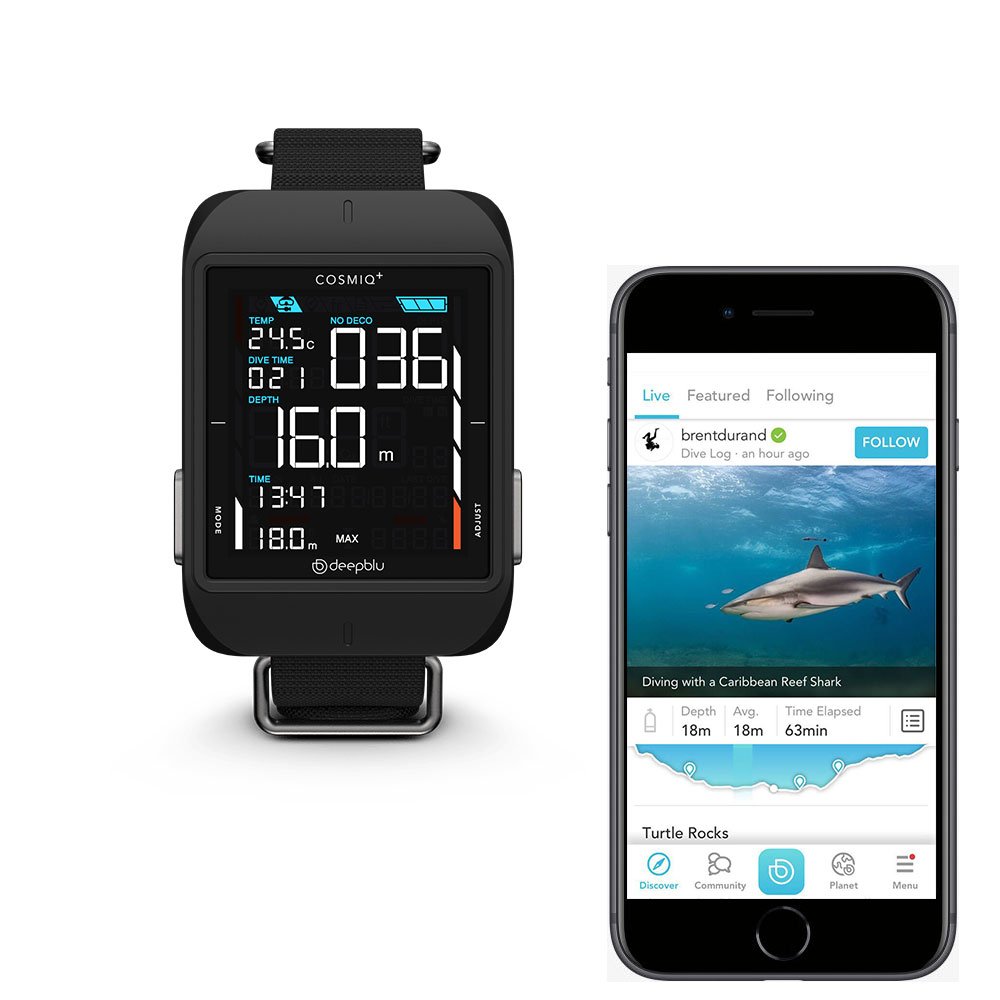 COSMIQ+
TEMP
24.5c
NO DECO
036
DIVE TIME
021
DEPTH
16.0 m
TIME
13:47
18.0m MAX
MODE
ADJUST
deepblu
Live Featured Following
brentdurand
Dive Log · an hour ago
FOLLOW
Diving with a Caribbean Reef Shark
Depth Avg. Time Elapsed
18m 18m 63min
Turtle Rocks
Discover Community Planet Menu